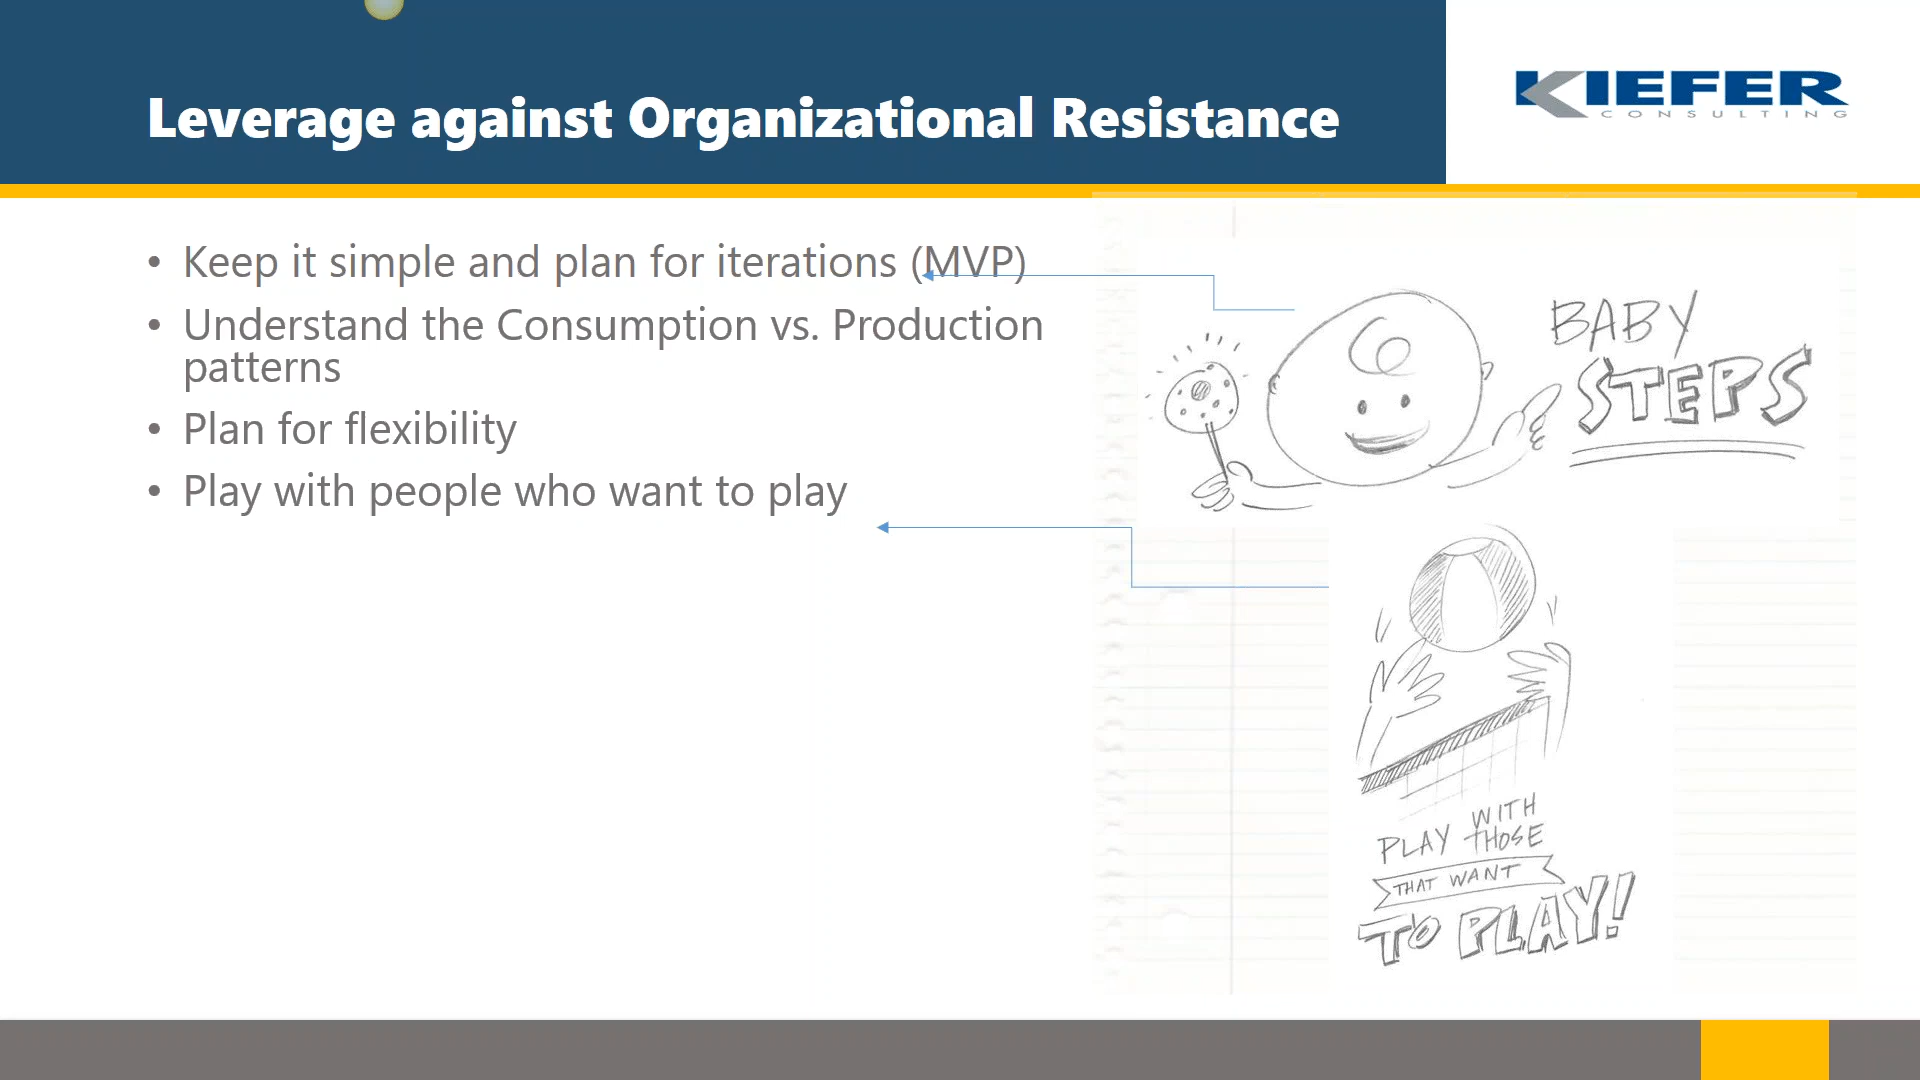 Leverage against Organizational Resistance
KIEFER
CONSULTING
• Keep it simple and plan for iterations (MVP)
• Understand the Consumption vs. Production
patterns
• Plan for flexibility
• Play with people who want to play
BABY
STEPS
PLAY WITH
THOSE
THAT WANT
TO PLAY!